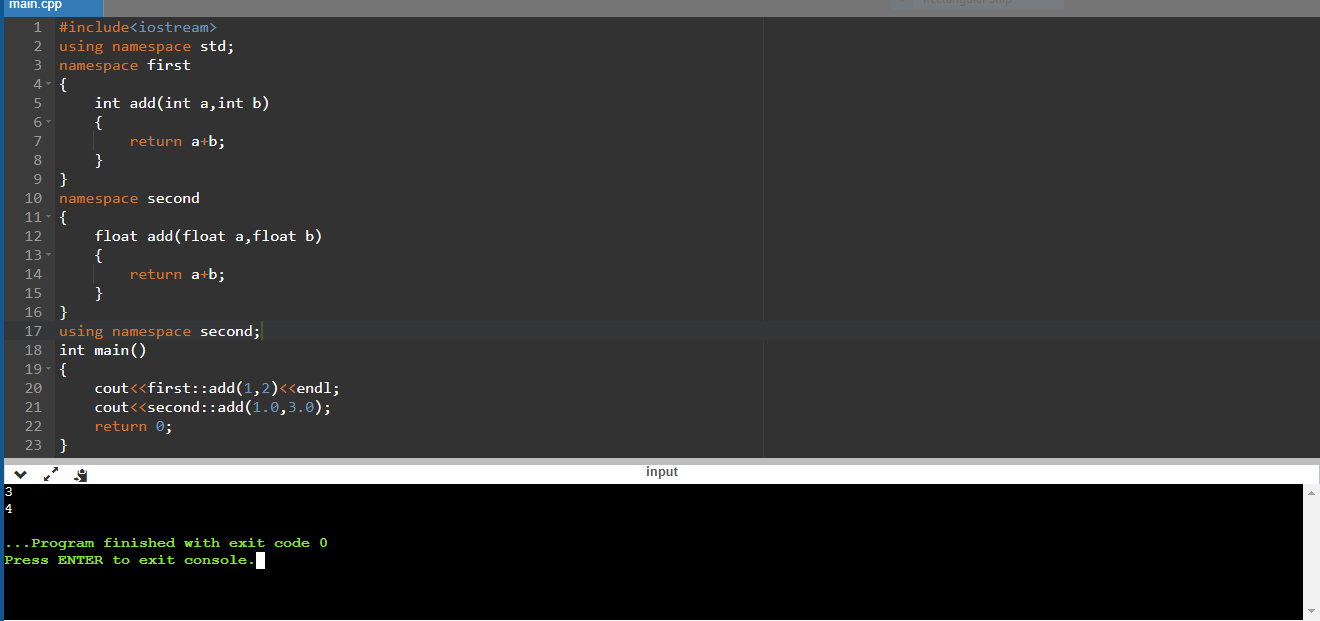 main.cpp
1 #include<iostream>
2 using namespace std;
3 namespace first
4 {
5     int add(int a,int b)
6     {
7         return a+b;
8     }
9 }
10 namespace second
11 {
12     float add(float a,float b)
13     {
14         return a+b;
15     }
16 }
17 using namespace second;
18 int main()
19 {
20     cout<<first::add(1,2)<<endl;
21     cout<<second::add(1.0,3.0);
22     return 0;
23 }
input
3
4
...Program finished with exit code 0
Press ENTER to exit console.